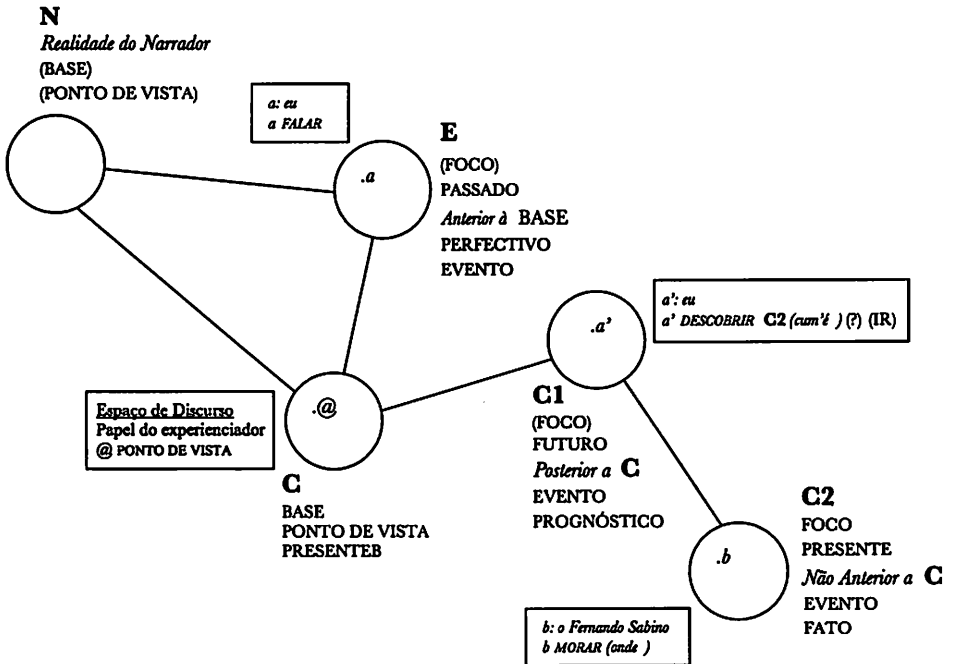 N
Realidade do Narrador
(BASE)
(PONTO DE VISTA)
a: eu
a FALAR
.a
E
(FOCO)
PASSADO
Anterior à BASE
PERFECTIVO
EVENTO
.a'
a': eu
a' DESCOBRIR C2 (cum'é ) (?) (IR)
.@
Espaço de Discurso
Papel do experienciador
@ PONTO DE VISTA
C
BASE
PONTO DE VISTA
PRESENTEB
C1
(FOCO)
FUTURO
Posterior a C
EVENTO
PROGNÓSTICO
.b
C2
FOCO
PRESENTE
Não Anterior a C
EVENTO
FATO
b: o Fernando Sabino
b MORAR (onde )